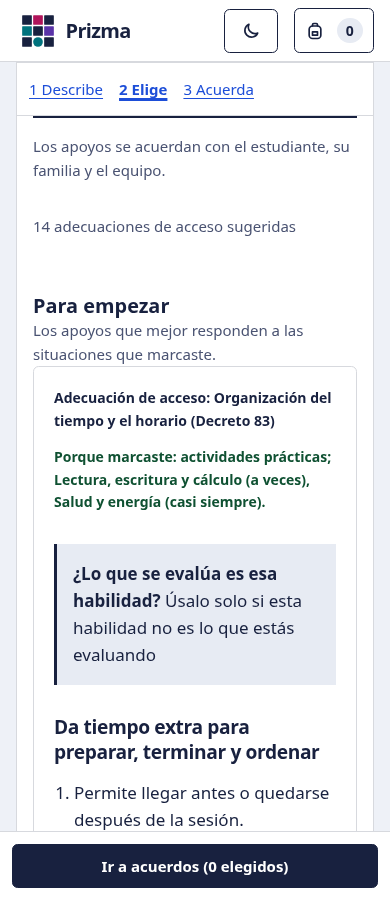 Prizma
0
1 Describe 2 Elige 3 Acuerda
Los apoyos se acuerdan con el estudiante, su
familia y el equipo.
14 adecuaciones de acceso sugeridas
Para empezar
Los apoyos que mejor responden a las
situaciones que marcaste.
Adecuación de acceso: Organización del
tiempo y el horario (Decreto 83)
Porque marcaste: actividades prácticas;
Lectura, escritura y cálculo (a veces),
Salud y energía (casi siempre).
¿Lo que se evalúa es esa
habilidad? Úsalo solo si esta
habilidad no es lo que estás
evaluando
Da tiempo extra para
preparar, terminar y ordenar
1. Permite llegar antes o quedarse
después de la sesión.
Ir a acuerdos (0 elegidos)